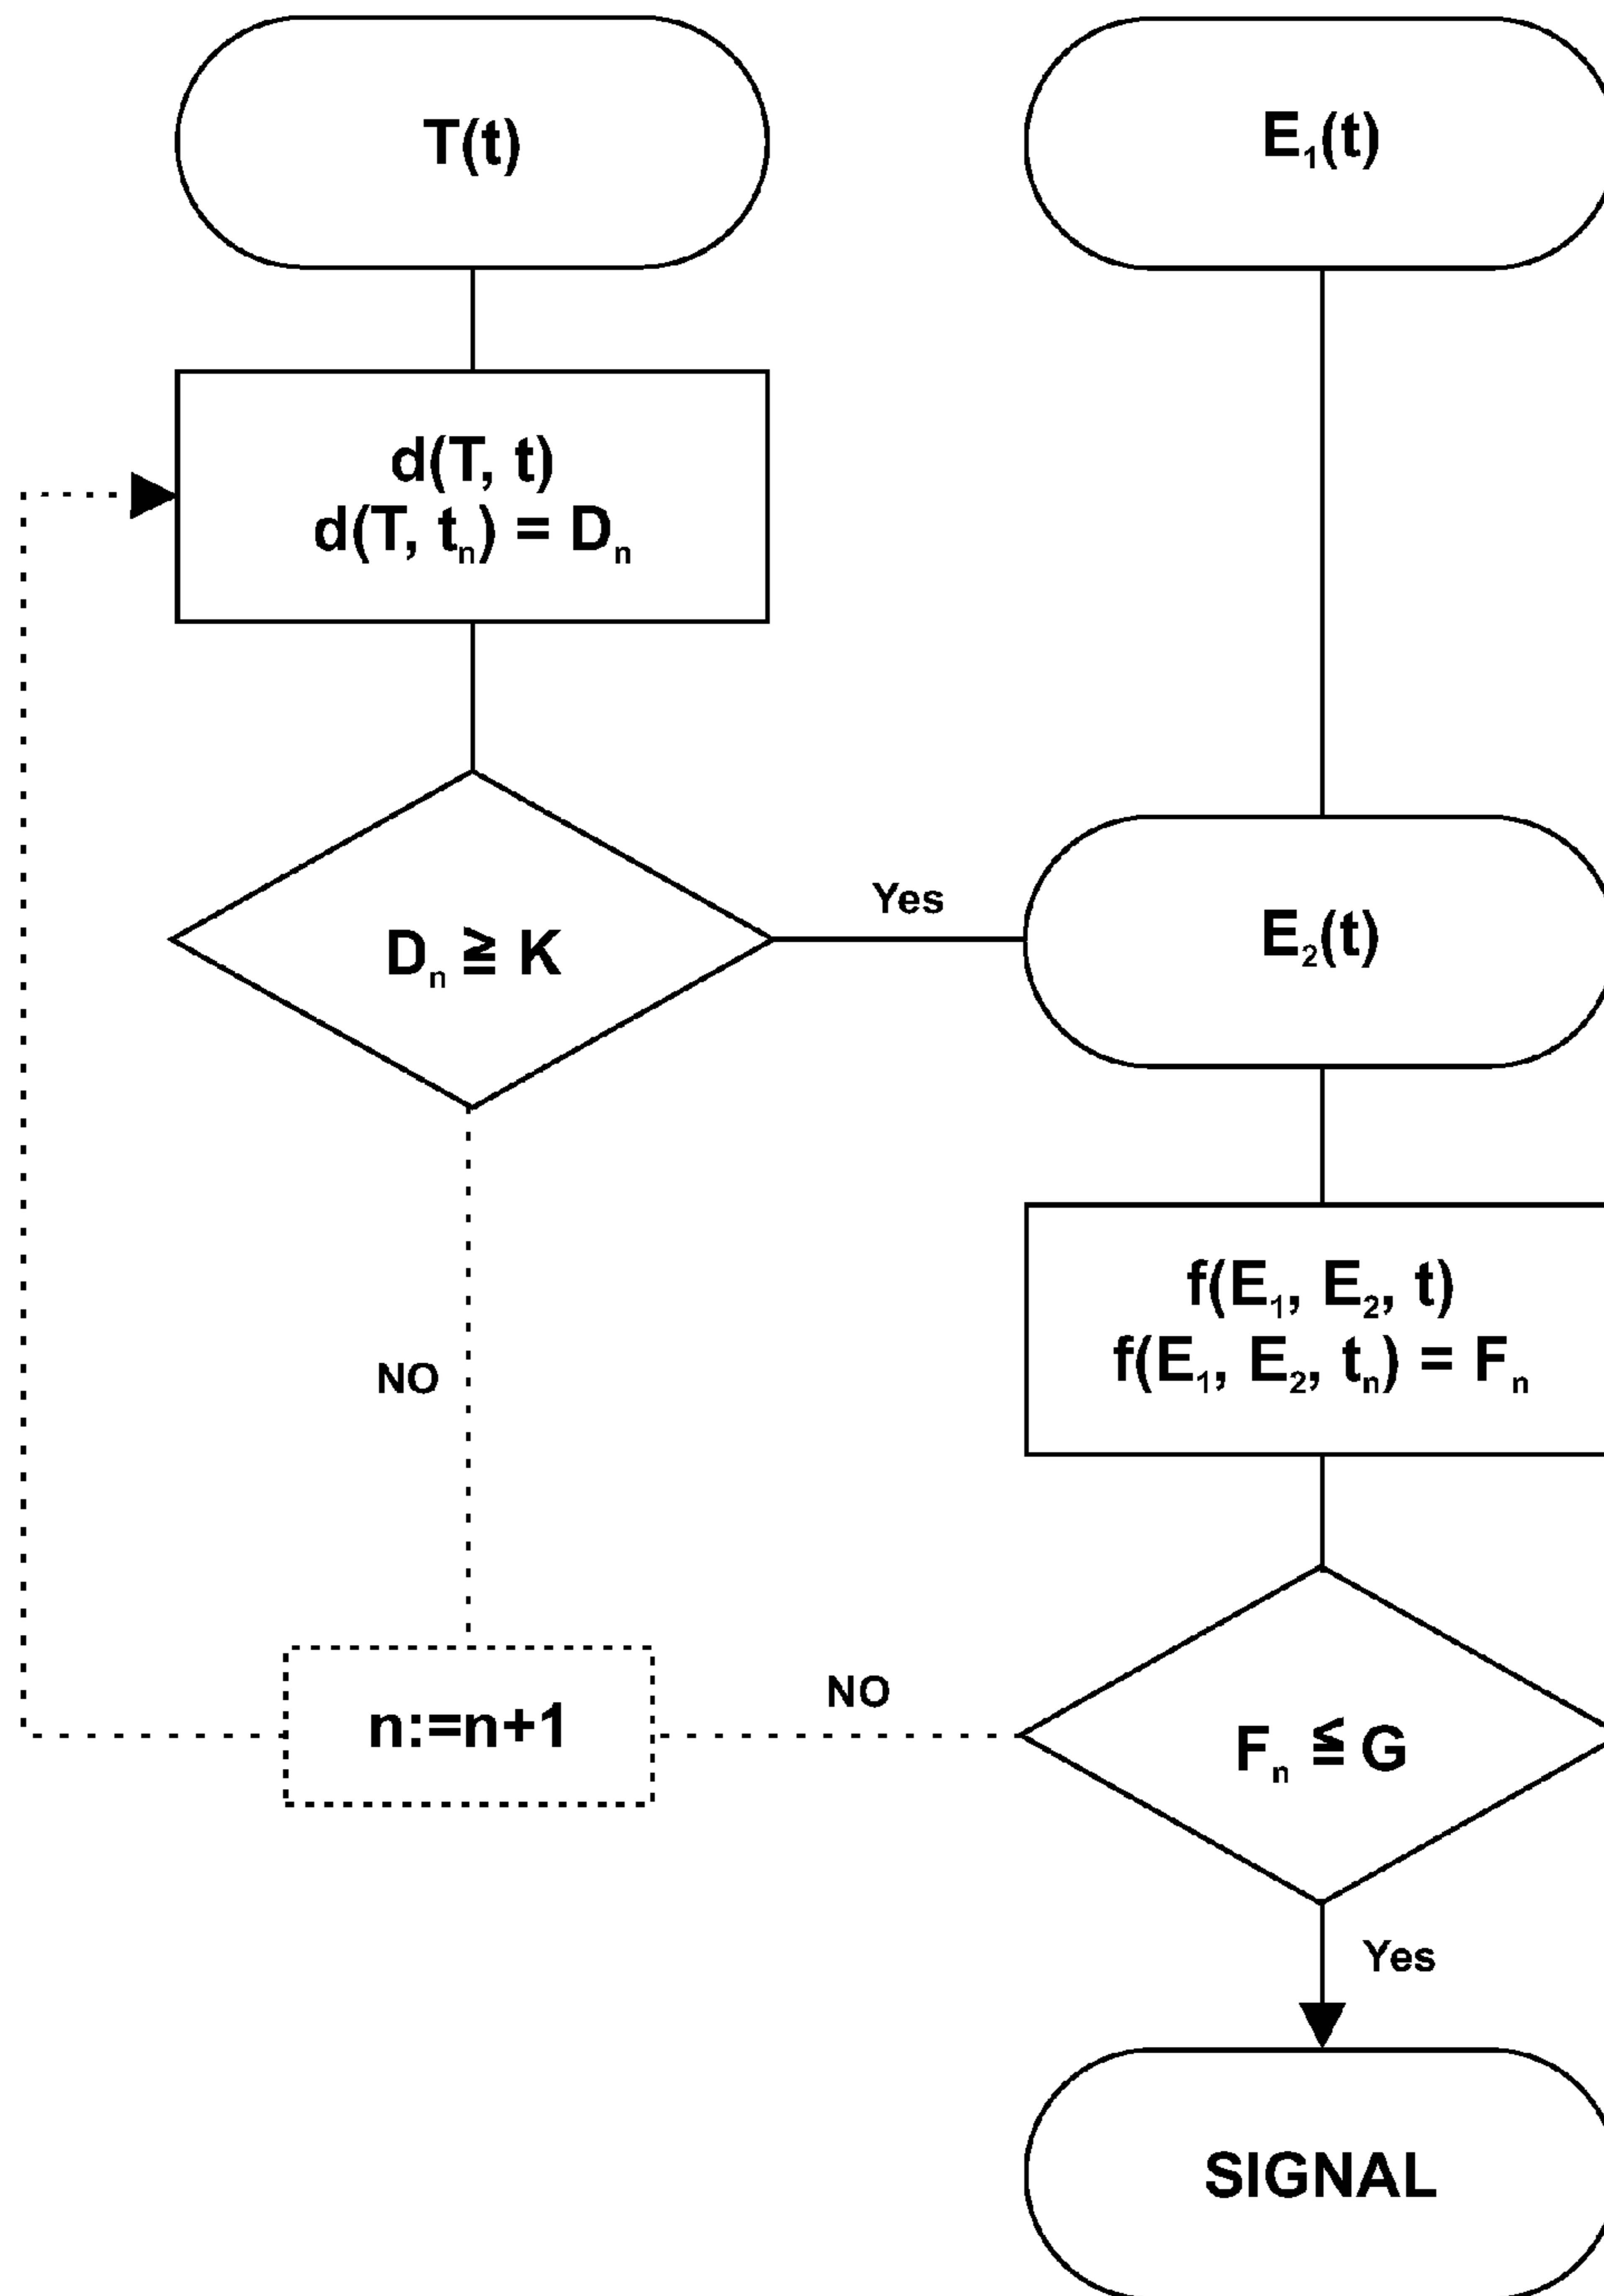 T(t)
E₁(t)
d(T, t)
d(T, tₙ) = Dₙ
Dₙ ≧ K
Yes
E₂(t)
NO
f(E₁, E₂, t)
f(E₁, E₂, tₙ) = Fₙ
n:=n+1
NO
Fₙ ≦ G
Yes
SIGNAL